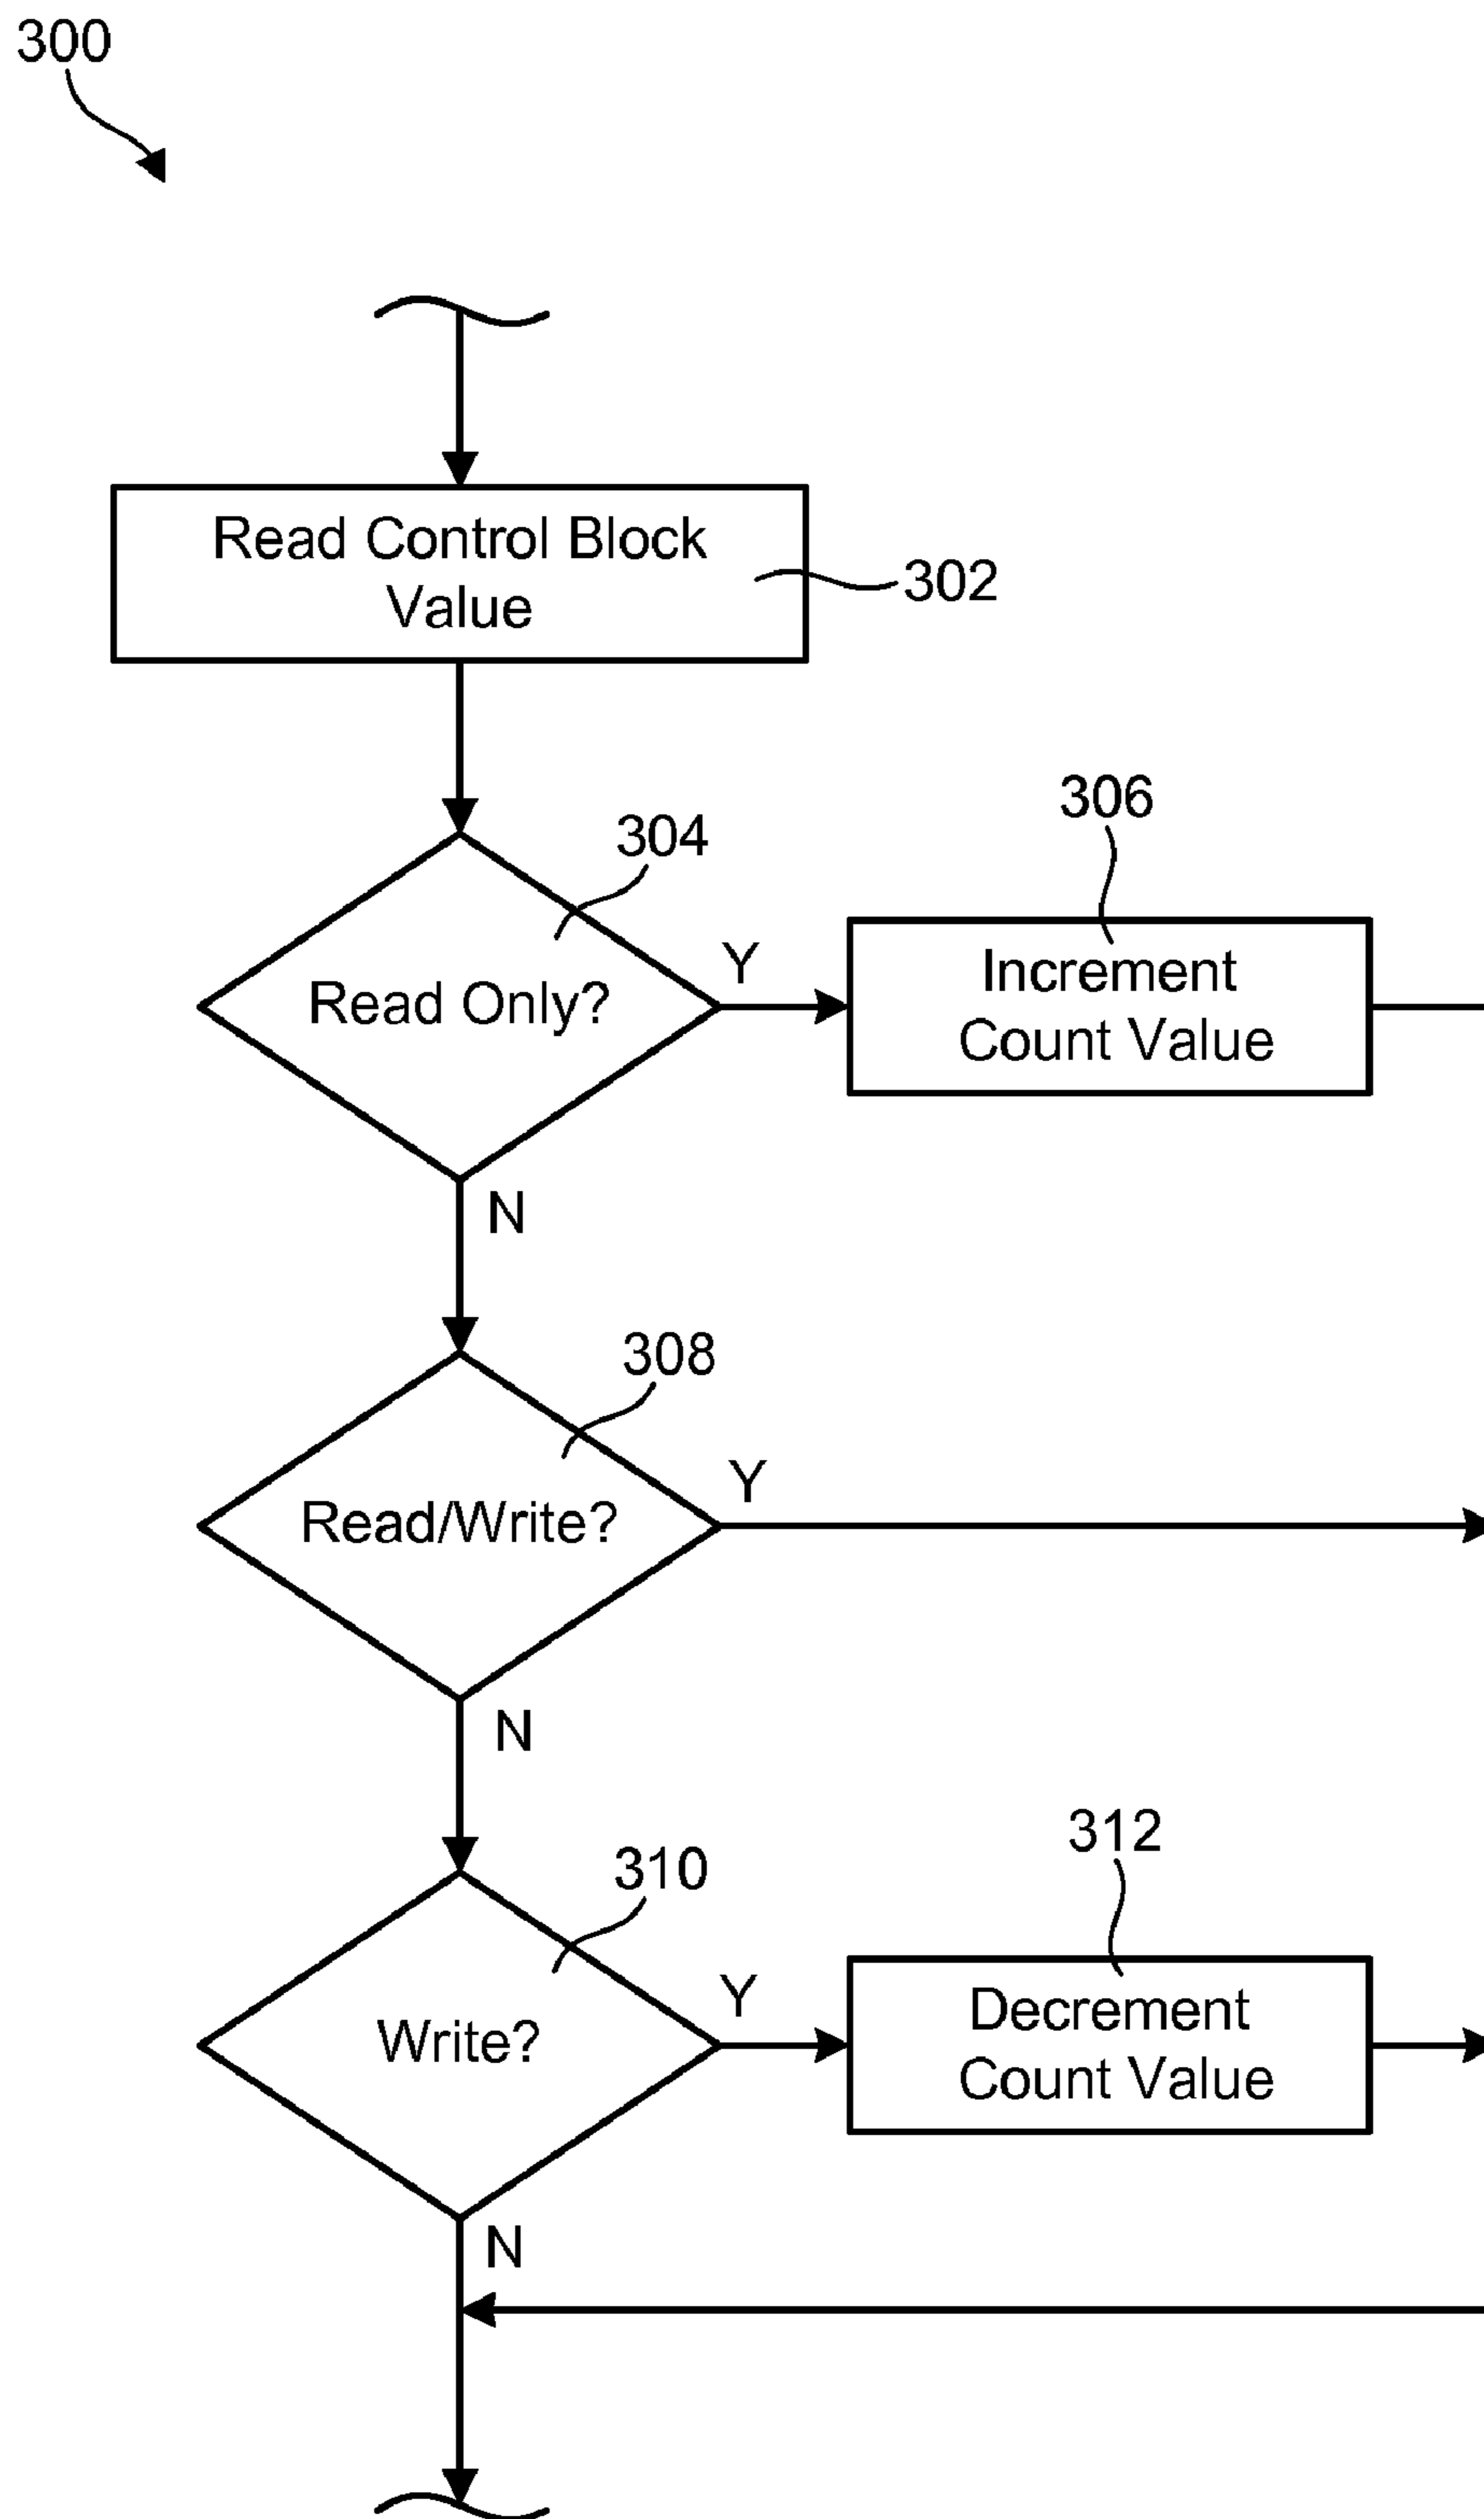 300
Read Control Block
Value
302
304
306
Y
Read Only?
Increment
Count Value
N
308
Y
Read/Write?
N
310
312
Y
Write?
Decrement
Count Value
N